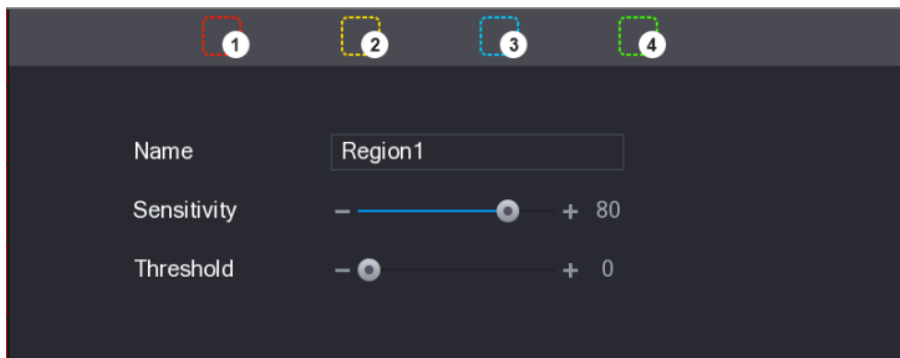 1 2 3 4
Name Region1
Sensitivity − + 80
Threshold − + 0